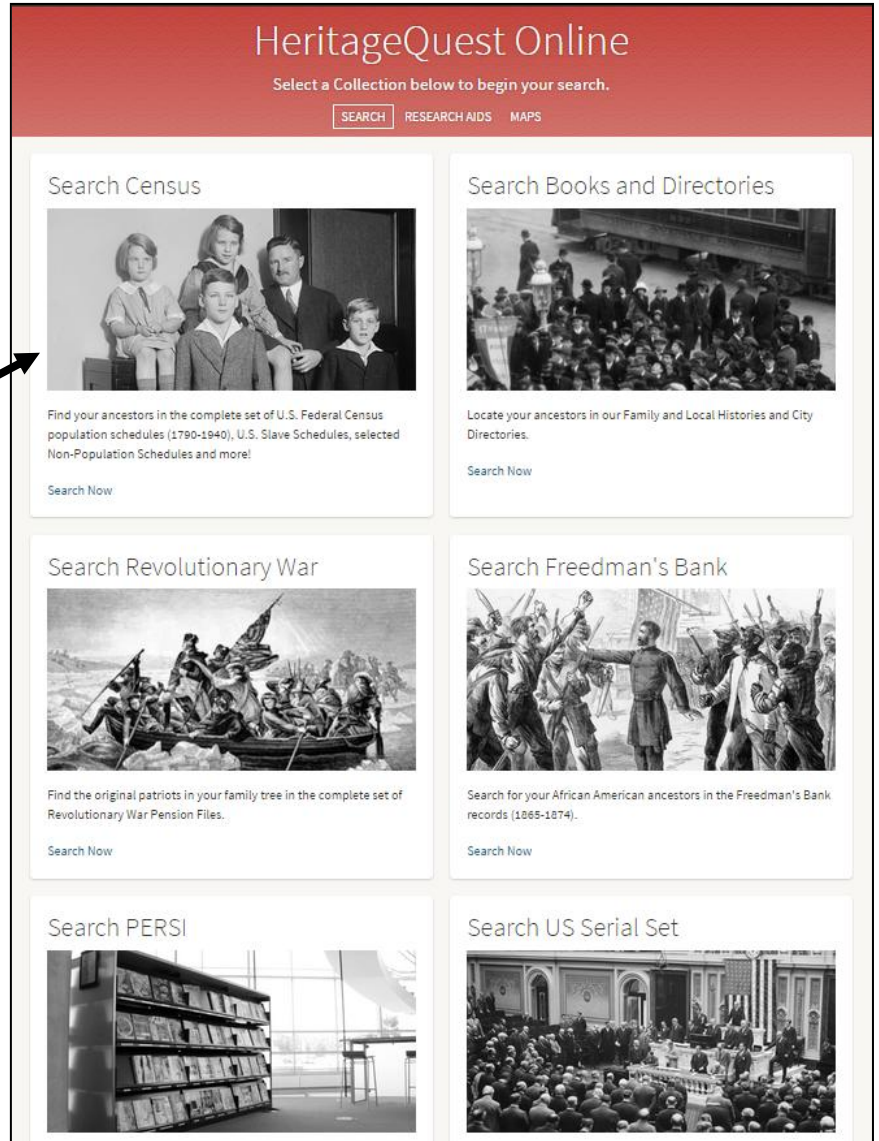 HeritageQuest Online
Select a Collection below to begin your search.
SEARCH RESEARCH AIDS MAPS
Search Census
Find your ancestors in the complete set of U.S. Federal Census
population schedules (1790-1940), U.S. Slave Schedules, selected
Non-Population Schedules and more!
Search Now
Search Books and Directories
Locate your ancestors in our Family and Local Histories and City
Directories.
Search Now
Search Revolutionary War
Find the original patriots in your family tree in the complete set of
Revolutionary War Pension Files.
Search Now
Search Freedman's Bank
Search for your African American ancestors in the Freedman's Bank
records (1865-1874).
Search Now
Search PERSI
Search US Serial Set